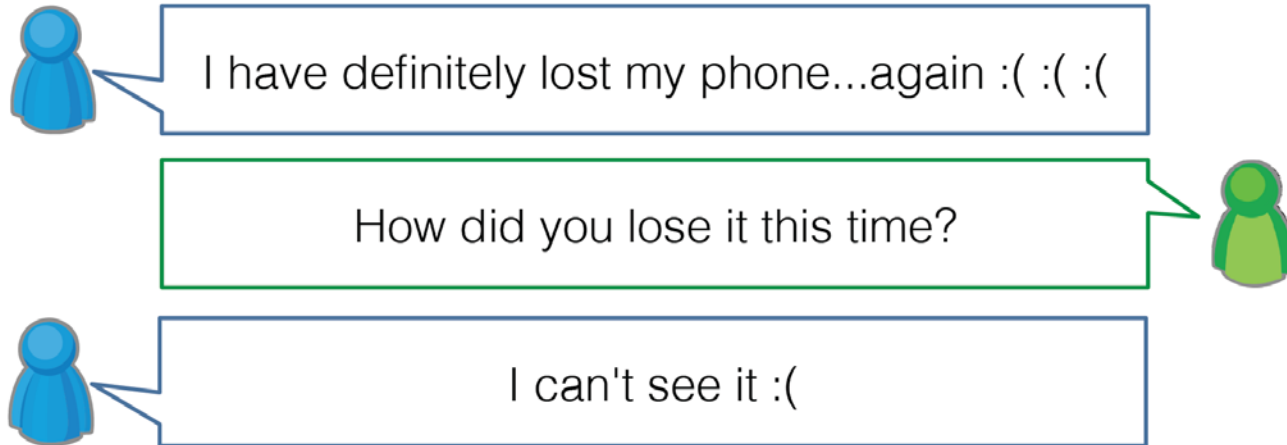 I have definitely lost my phone...again :( :( :(
How did you lose it this time?
I can't see it :(